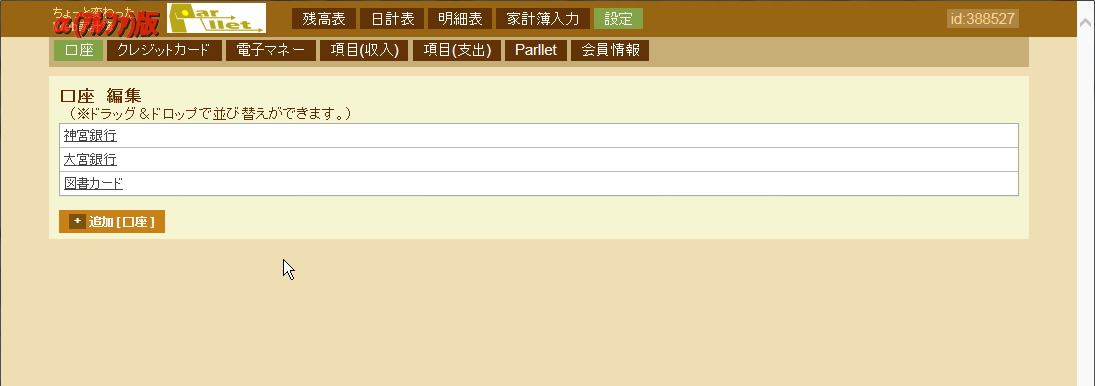 ちょっと変わった
α(アルファ)版
Parllet
残高表 日計表 明細表 家計簿入力 設定
id:388527
口座 クレジットカード 電子マネー 項目(収入) 項目(支出) Parllet 会員情報
口座 編集
（※ドラッグ＆ドロップで並び替えができます。）
神宮銀行
大宮銀行
図書カード
+ 追加 [ 口座 ]